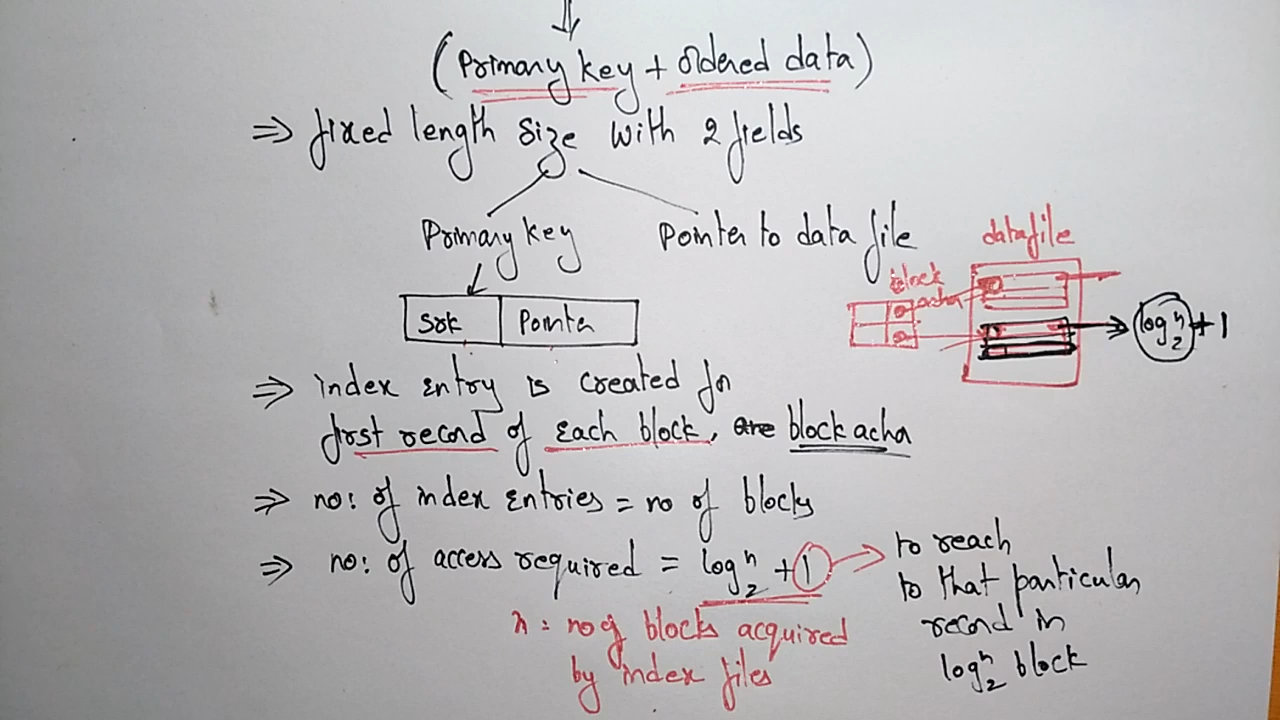 (Primary key + ordered data)
⇒ fixed length size with 2 fields
Primary key
Pointer to data file
datafile
block
acha
Srk
Pointer
log₂ⁿ + 1
⇒ index entry is created for
first record of each block, are block acha
⇒ no: of index entries = no of blocks
⇒ no: of access required = log₂ⁿ + 1
to reach
to that particular
record in
log₂ⁿ block
n = no of blocks acquired
by index files